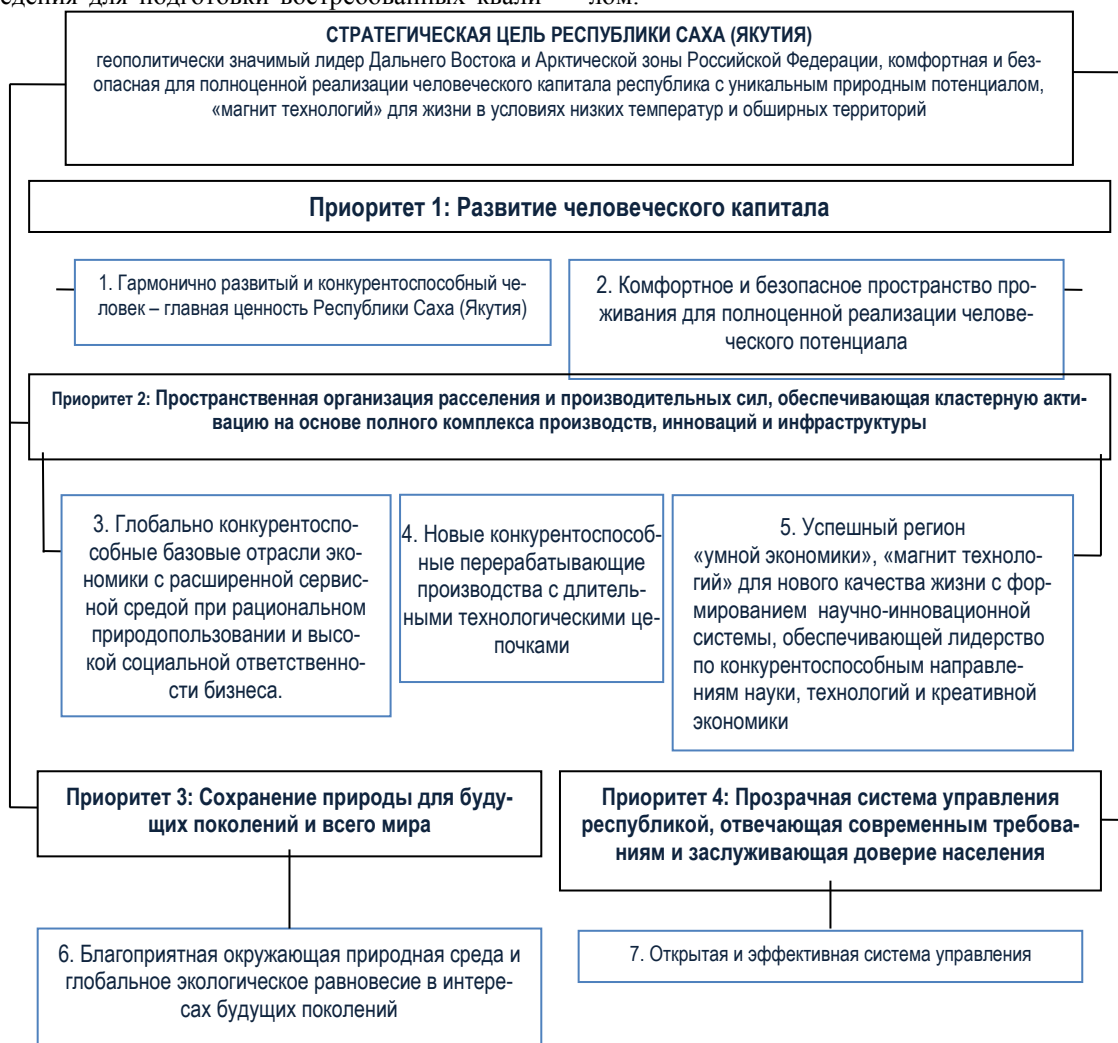 едения для подготовки востребованных квали- лом.
СТРАТЕГИЧЕСКАЯ ЦЕЛЬ РЕСПУБЛИКИ САХА (ЯКУТИЯ)
геополитически значимый лидер Дальнего Востока и Арктической зоны Российской Федерации, комфортная и без-
опасная для полноценной реализации человеческого капитала республика с уникальным природным потенциалом,
«магнит технологий» для жизни в условиях низких температур и обширных территорий
Приоритет 1: Развитие человеческого капитала
1. Гармонично развитый и конкурентоспособный че-
ловек – главная ценность Республики Саха (Якутия)
2. Комфортное и безопасное пространство про-
живания для полноценной реализации челове-
ческого потенциала
Приоритет 2: Пространственная организация расселения и производительных сил, обеспечивающая кластерную акти-
вацию на основе полного комплекса производств, инноваций и инфраструктуры
3. Глобально конкурентоспо-
собные базовые отрасли эко-
номики с расширенной сервис-
ной средой при рациональном
природопользовании и высо-
кой социальной ответственно-
сти бизнеса.
4. Новые конкурентоспособ-
ные перерабатывающие
производства с длитель-
ными технологическими це-
почками
5. Успешный регион
«умной экономики», «магнит техноло-
гий» для нового качества жизни с фор-
мированием научно-инновационной
системы, обеспечивающей лидерство
по конкурентоспособным направле-
ниям науки, технологий и креативной
экономики
Приоритет 3: Сохранение природы для буду-
щих поколений и всего мира
Приоритет 4: Прозрачная система управления
республикой, отвечающая современным требова-
ниям и заслуживающая доверие населения
6. Благоприятная окружающая природная среда и
глобальное экологическое равновесие в интере-
сах будущих поколений
7. Открытая и эффективная система управления